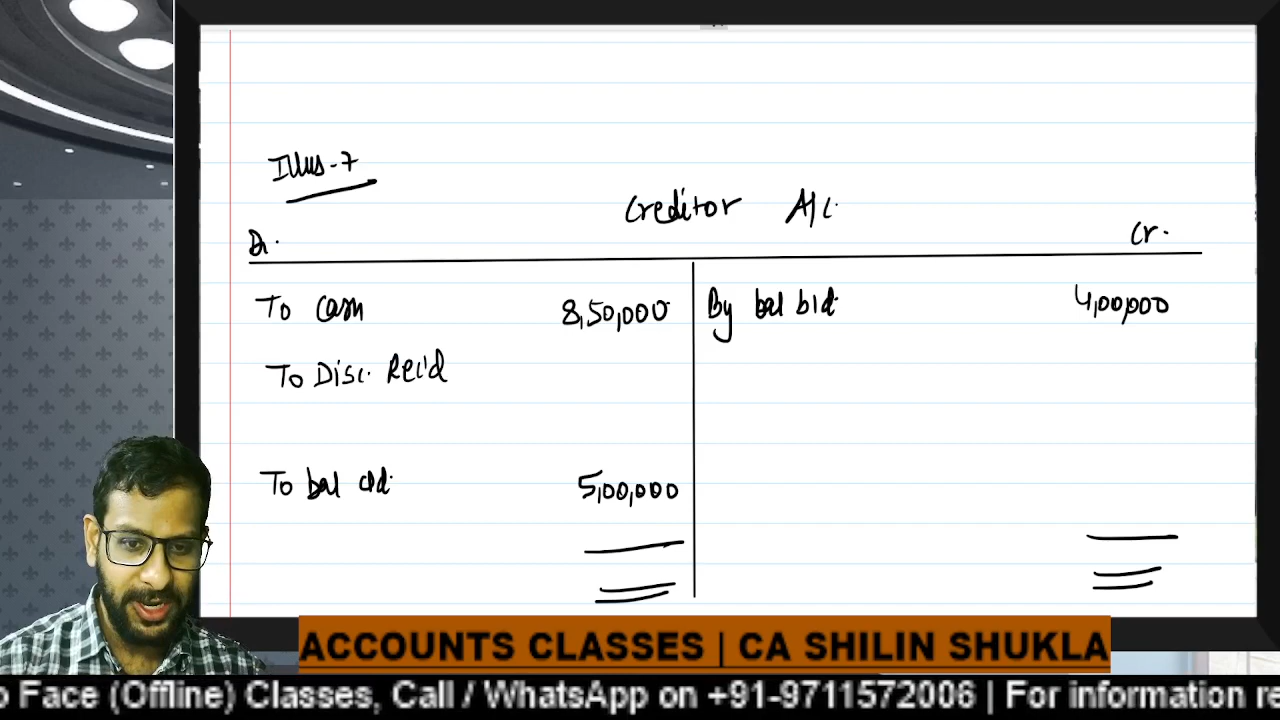 Illus-7
Creditor A/c.
Dr. Cr.
To Cash 8,50,000 By bal b/d. 4,00,000
To Disc. Rec'd
To bal c/d. 5,00,000
ACCOUNTS CLASSES | CA SHILIN SHUKLA
o Face (Offline) Classes, Call / WhatsApp on +91-9711572006 | For information re